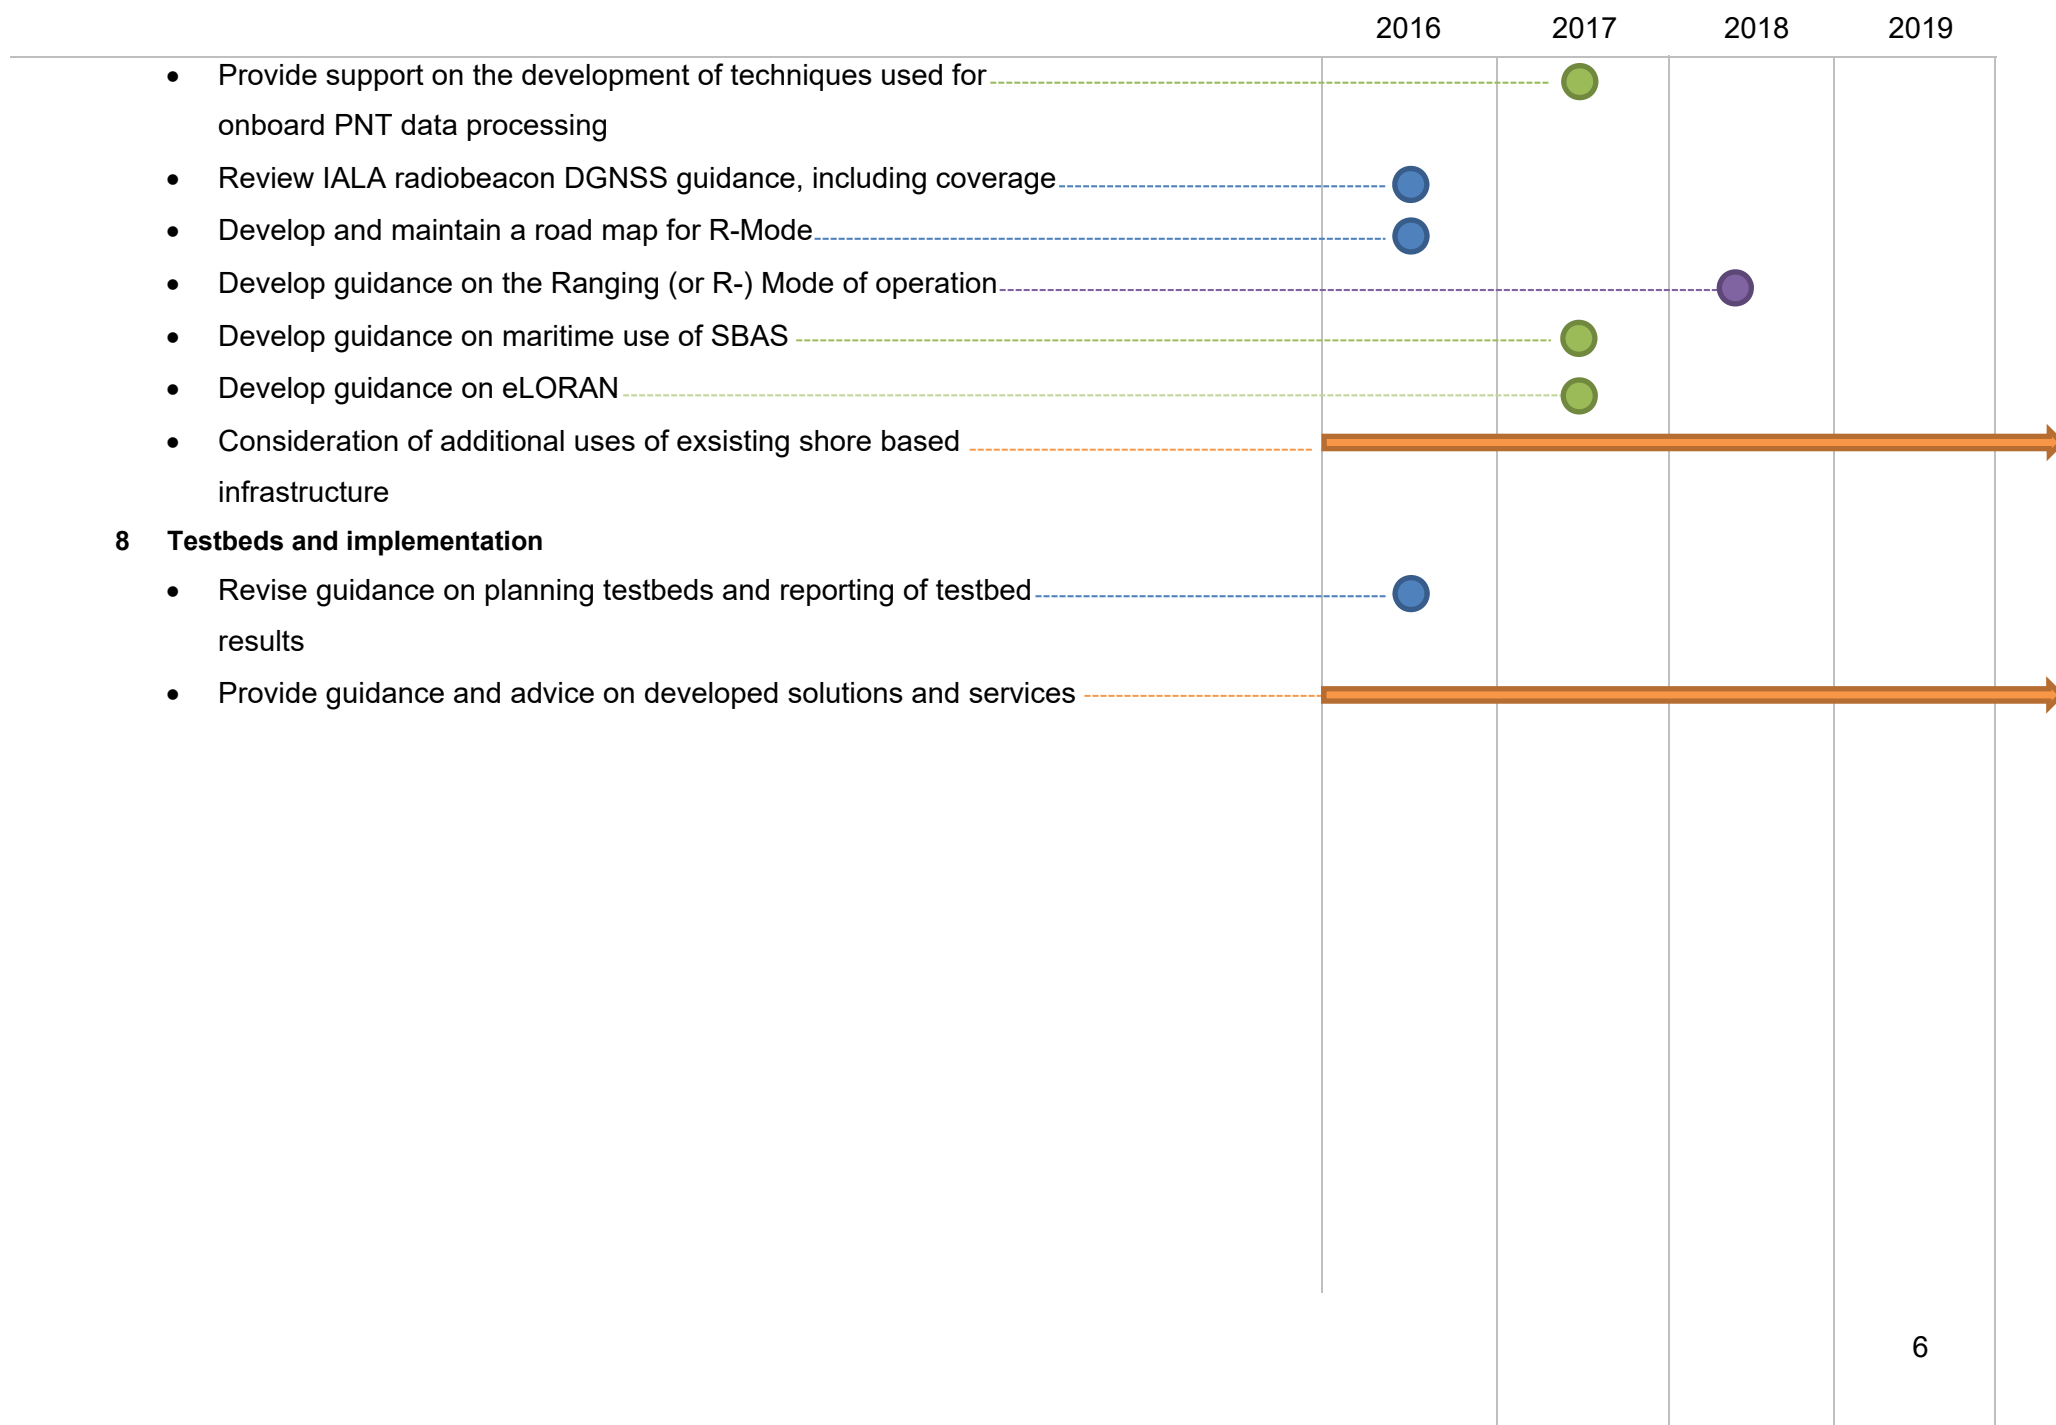 2016 2017 2018 2019
• Provide support on the development of techniques used for
onboard PNT data processing
• Review IALA radiobeacon DGNSS guidance, including coverage
• Develop and maintain a road map for R-Mode
• Develop guidance on the Ranging (or R-) Mode of operation
• Develop guidance on maritime use of SBAS
• Develop guidance on eLORAN
• Consideration of additional uses of exsisting shore based
infrastructure
8 Testbeds and implementation
• Revise guidance on planning testbeds and reporting of testbed
results
• Provide guidance and advice on developed solutions and services
6